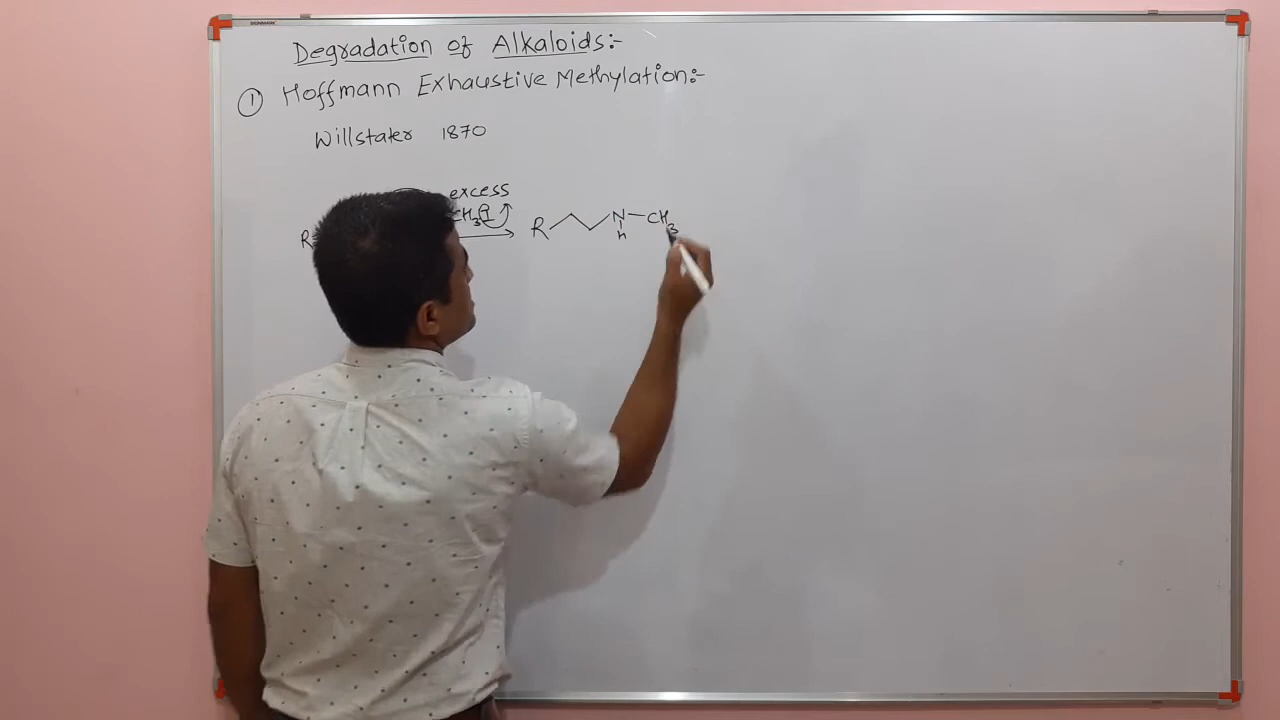 Degradation of Alkaloids:-
① Hoffmann Exhaustive Methylation:-
Willstater 1870
excess
R CH3I R N-CH3
H